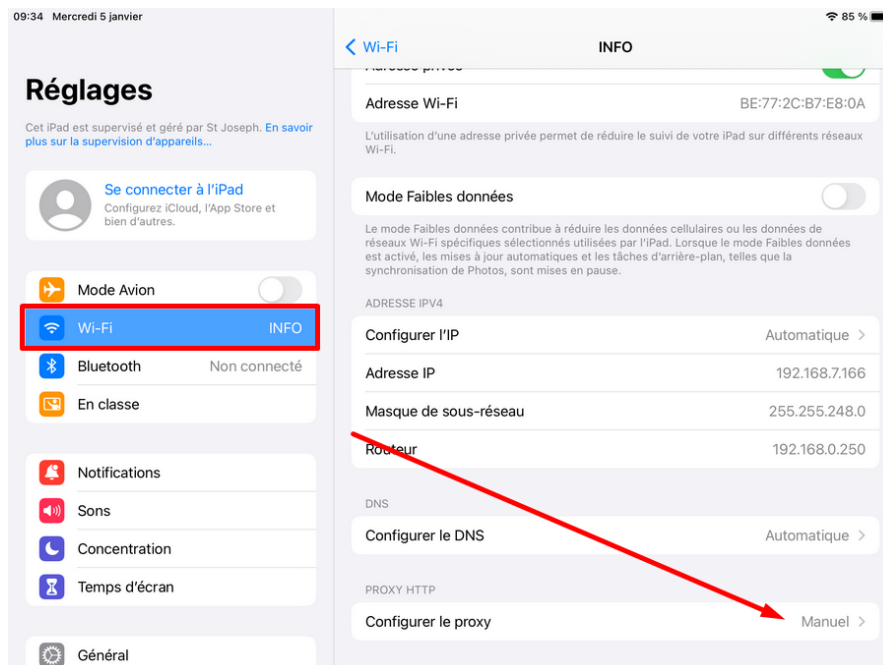 09:34 Mercredi 5 janvier
85 %
Réglages
Cet iPad est supervisé et géré par St Joseph. En savoir
plus sur la supervision d'appareils...
Se connecter à l'iPad
Configurez iCloud, l'App Store et
bien d'autres.
Mode Avion
Wi-Fi INFO
Bluetooth Non connecté
En classe
Notifications
Sons
Concentration
Temps d'écran
Général
Wi-Fi INFO
Adresse privée
Adresse Wi-Fi BE:77:2C:B7:E8:0A
L'utilisation d'une adresse privée permet de réduire le suivi de votre iPad sur différents réseaux
Wi-Fi.
Mode Faibles données
Le mode Faibles données contribue à réduire les données cellulaires ou les données de
réseaux Wi-Fi spécifiques sélectionnés utilisées par l'iPad. Lorsque le mode Faibles données
est activé, les mises à jour automatiques et les tâches d'arrière-plan, telles que la
synchronisation de Photos, sont mises en pause.
ADRESSE IPV4
Configurer l'IP Automatique
Adresse IP 192.168.7.166
Masque de sous-réseau 255.255.248.0
Routeur 192.168.0.250
DNS
Configurer le DNS Automatique
PROXY HTTP
Configurer le proxy Manuel